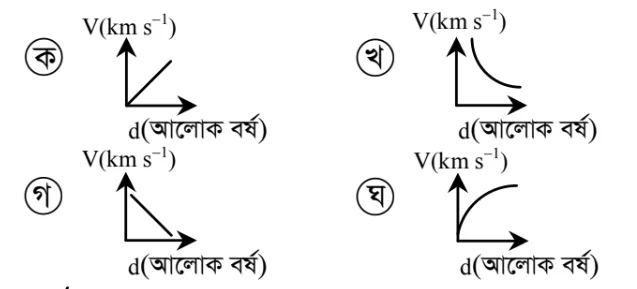 V(km s⁻¹) V(km s⁻¹)
ক খ
d(আলোক বর্ষ) d(আলোক বর্ষ)
V(km s⁻¹) V(km s⁻¹)
গ ঘ
d(আলোক বর্ষ) d(আলোক বর্ষ)